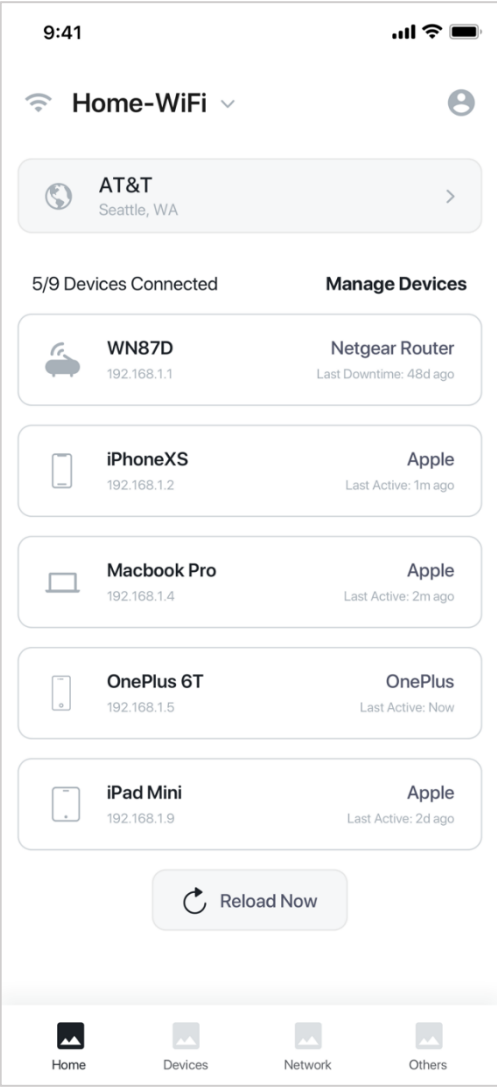 9:41
Home-WiFi
AT&T
Seattle, WA
5/9 Devices Connected Manage Devices
WN87D Netgear Router
192.168.1.1 Last Downtime: 48d ago
iPhoneXS Apple
192.168.1.2 Last Active: 1m ago
Macbook Pro Apple
192.168.1.4 Last Active: 2m ago
OnePlus 6T OnePlus
192.168.1.5 Last Active: Now
iPad Mini Apple
192.168.1.9 Last Active: 2d ago
Reload Now
Home Devices Network Others